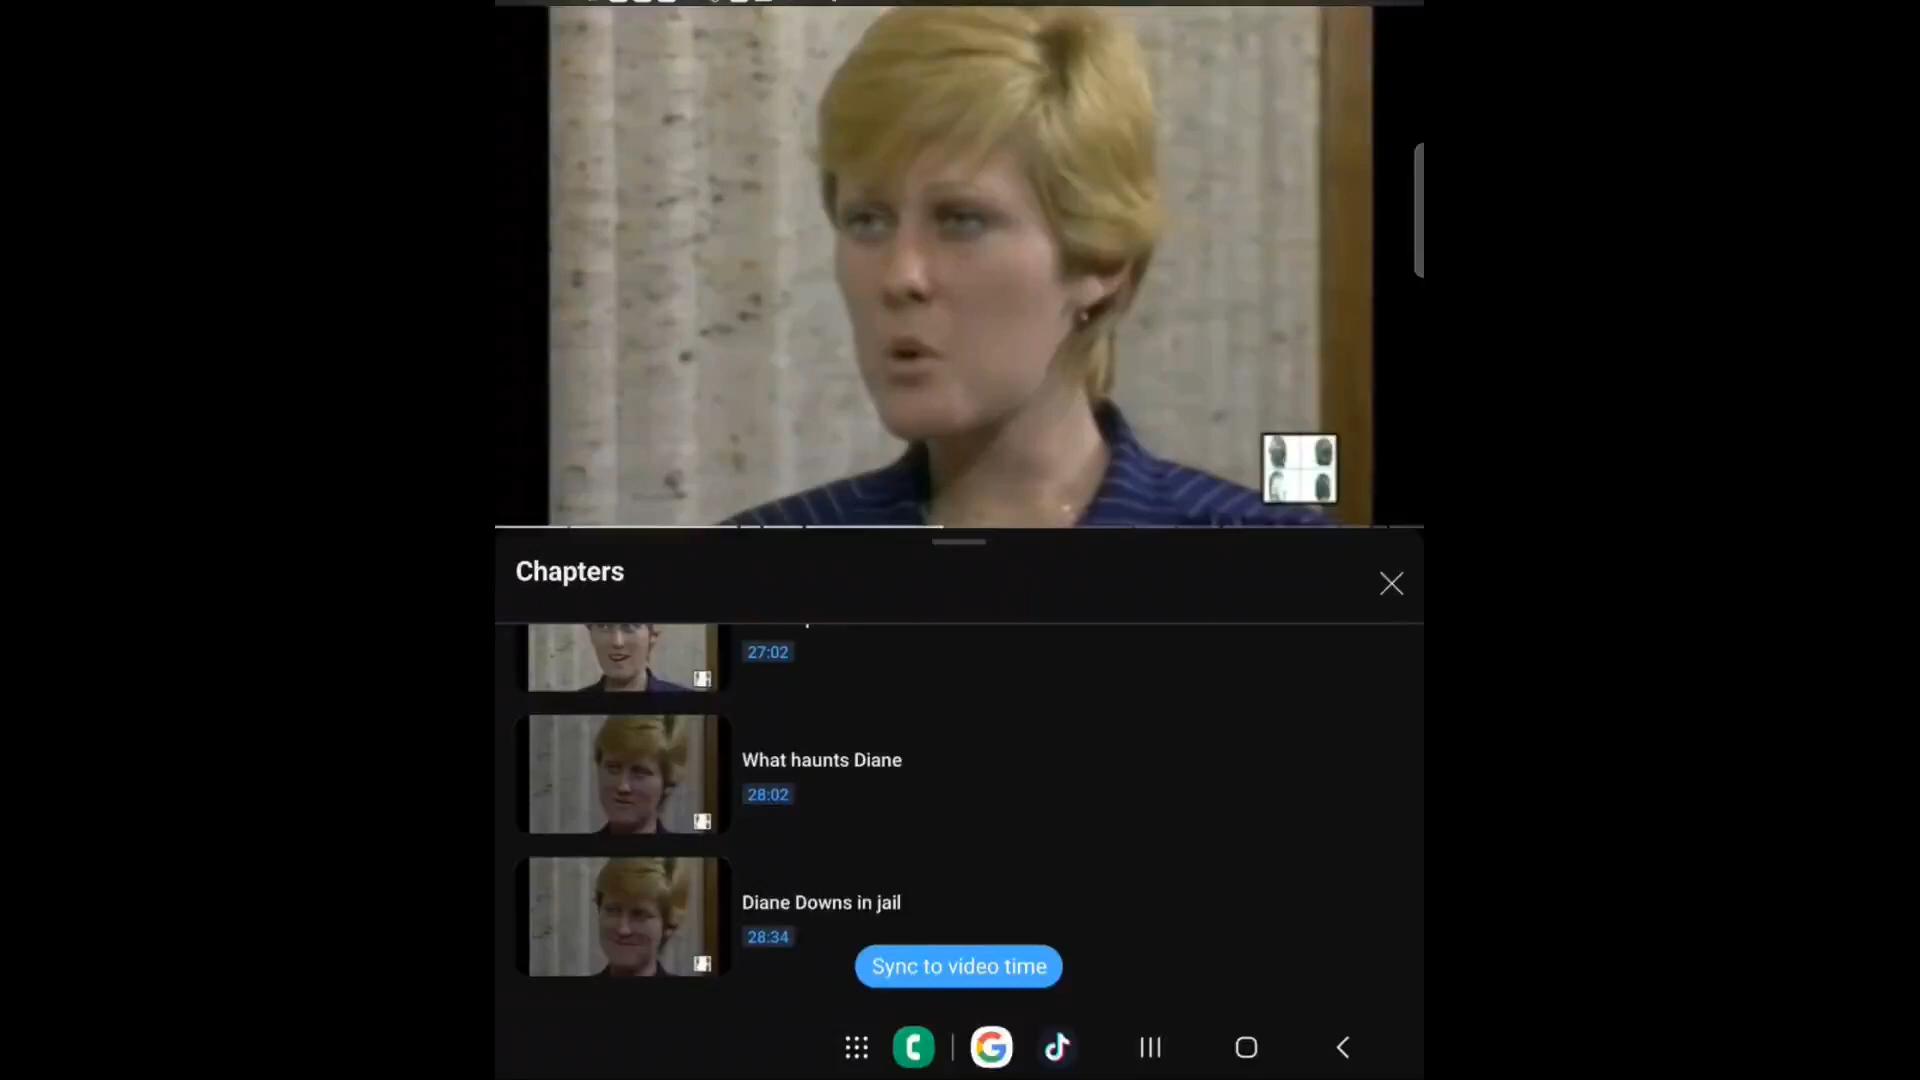 Chapters
27:02
What haunts Diane
28:02
Diane Downs in jail
28:34
Sync to video time